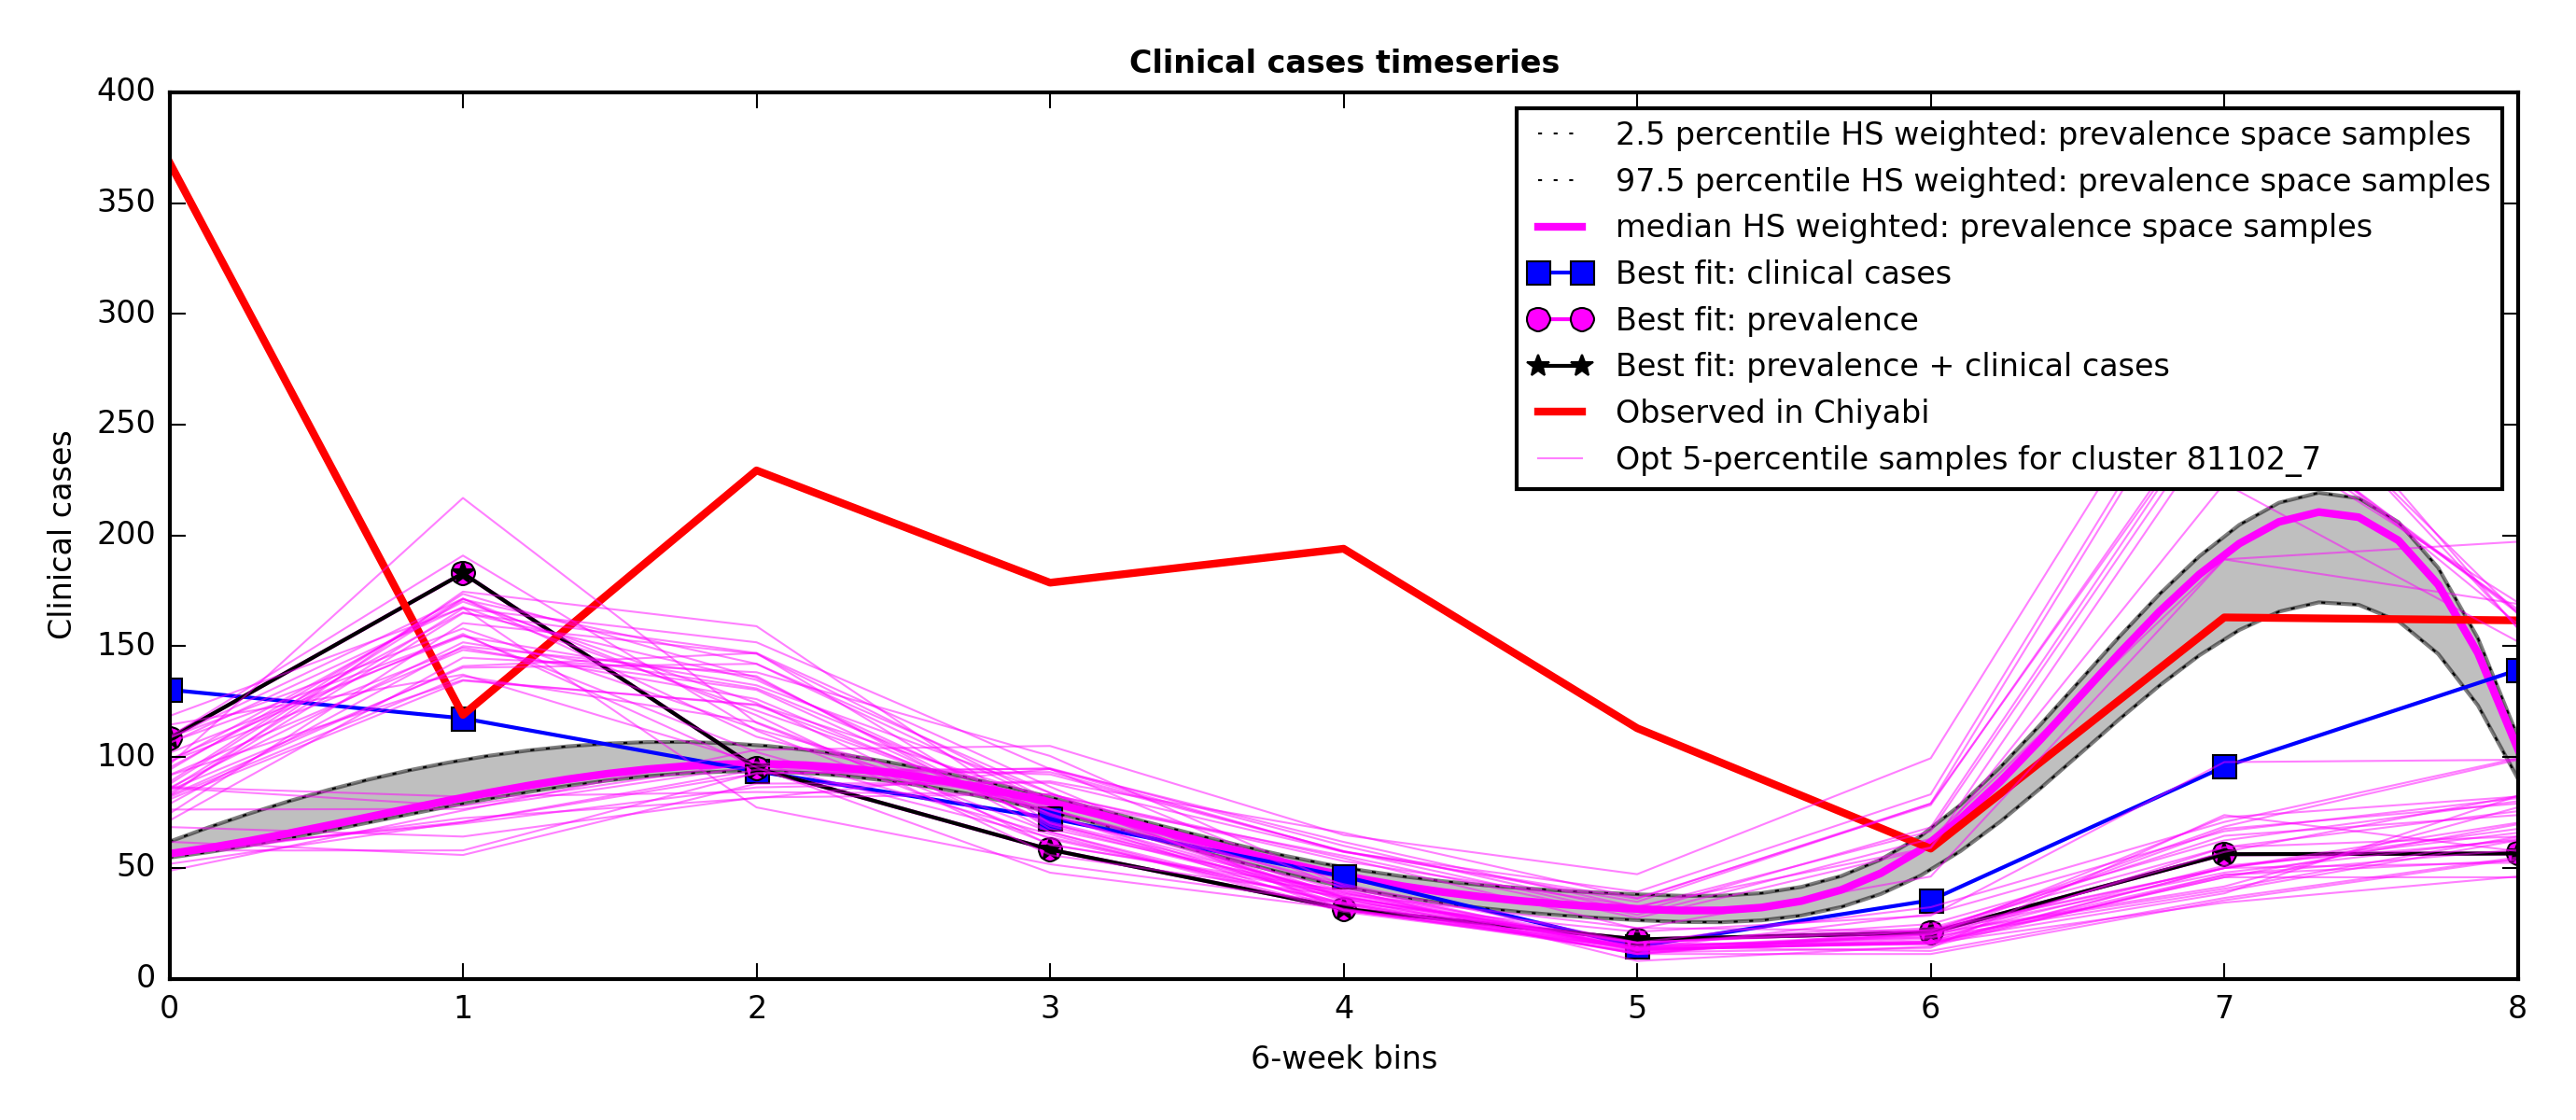 Clinical cases timeseries
400
350
300
250
200
150
100
50
0
Clinical cases
2.5 percentile HS weighted: prevalence space samples
97.5 percentile HS weighted: prevalence space samples
median HS weighted: prevalence space samples
Best fit: clinical cases
Best fit: prevalence
Best fit: prevalence + clinical cases
Observed in Chiyabi
Opt 5-percentile samples for cluster 81102_7
0 1 2 3 4 5 6 7 8
6-week bins